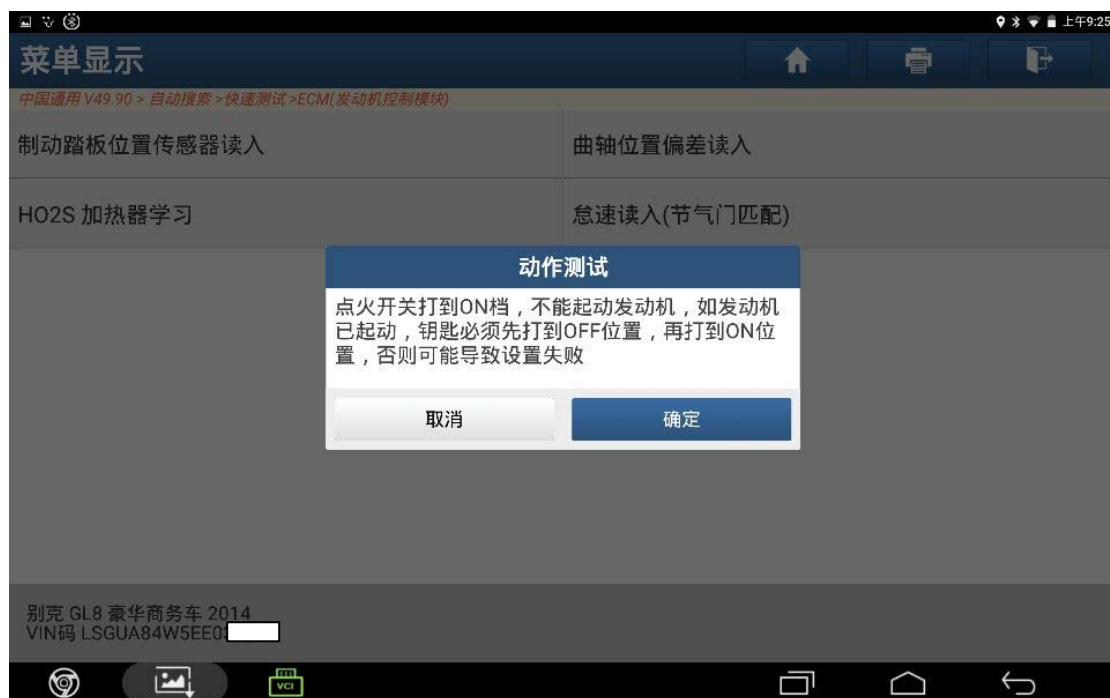 上午9:25
菜单显示
中国通用 V49.90 > 自动搜索 >快速测试 >ECM(发动机控制模块)
制动踏板位置传感器读入
曲轴位置偏差读入
HO2S 加热器学习
怠速读入(节气门匹配)
动作测试
点火开关打到ON档，不能起动发动机，如发动机
已起动，钥匙必须先打到OFF位置，再打到ON位
置，否则可能导致设置失败
取消
确定
别克 GL8 豪华商务车 2014
VIN码 LSGUA84W5EE0
VCI